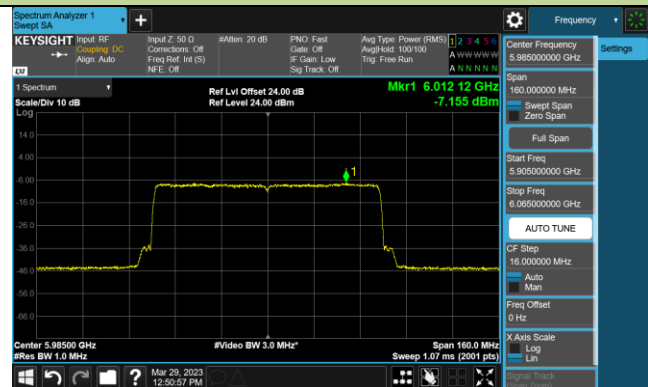 Spectrum Analyzer 1
Swept SA
Frequency
KEYSIGHT
Input: RF
Coupling: DC
Align: Auto
Input Z: 50 Ω
Corrections: Off
Freq Ref: Int (S)
NFE: Off
#Atten: 20 dB
PNO: Fast
Gate: Off
IF Gain: Low
Sig Track: Off
Avg Type: Power (RMS)
Avg|Hold: 100/100
Trig: Free Run
1 2 3 4 5 6
A W W W W W
A N N N N N
LXI
1 Spectrum
Scale/Div 10 dB
Log
Ref Lvl Offset 24.00 dB
Ref Level 24.00 dBm
Mkr1 6.012 12 GHz
-7.155 dBm
14.0
4.00
-6.00
-16.0
-26.0
-36.0
-46.0
-56.0
-66.0
1
Center 5.98500 GHz
#Res BW 1.0 MHz
#Video BW 3.0 MHz*
Span 160.0 MHz
Sweep 1.07 ms (2001 pts)
Mar 29, 2023
12:50:57 PM
Center Frequency
5.985000000 GHz
Span
160.000000 MHz
Swept Span
Zero Span
Full Span
Start Freq
5.905000000 GHz
Stop Freq
6.065000000 GHz
AUTO TUNE
CF Step
16.000000 MHz
Auto
Man
Freq Offset
0 Hz
X Axis Scale
Log
Lin
Signal Track
(Span Zoom)
Settings